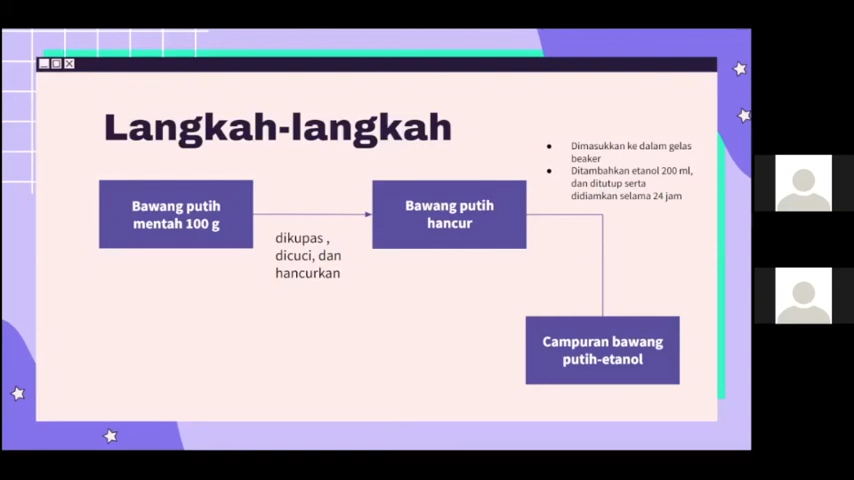 Langkah-langkah
Bawang putih
mentah 100 g
dikupas ,
dicuci, dan
hancurkan
Bawang putih
hancur
• Dimasukkan ke dalam gelas
beaker
• Ditambahkan etanol 200 ml,
dan ditutup serta
didiamkan selama 24 jam
Campuran bawang
putih-etanol